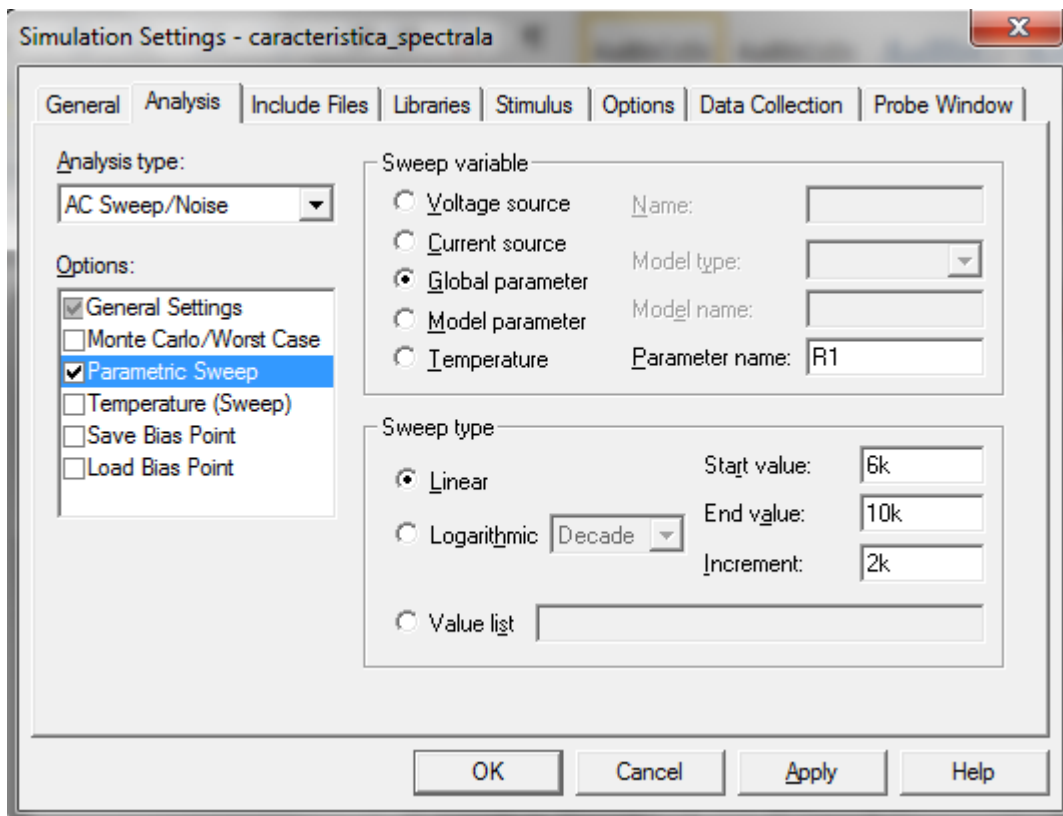 Simulation Settings - caracteristica_spectrala
General Analysis Include Files Libraries Stimulus Options Data Collection Probe Window
Analysis type:
AC Sweep/Noise
Options:
General Settings
Monte Carlo/Worst Case
Parametric Sweep
Temperature (Sweep)
Save Bias Point
Load Bias Point
Sweep variable
Voltage source
Current source
Global parameter
Model parameter
Temperature
Name:
Model type:
Model name:
Parameter name: R1
Sweep type
Linear
Logarithmic Decade
Start value: 6k
End value: 10k
Increment: 2k
Value list
OK Cancel Apply Help